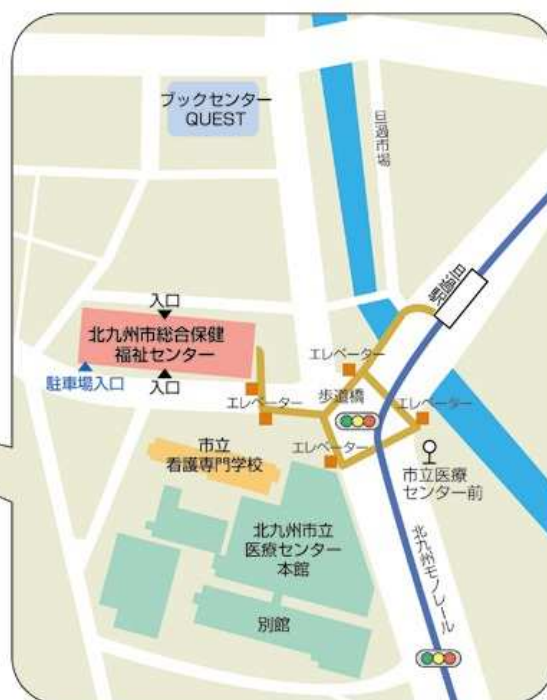 ブックセンター
QUEST
旦過市場
旦過駅
入口
北九州市総合保健
福祉センター
駐車場入口
入口
エレベーター
歩道橋
エレベーター
エレベーター
エレベーター
市立
看護専門学校
市立医療
センター前
北九州市立
医療センター
本館
北九州モノレール
別館